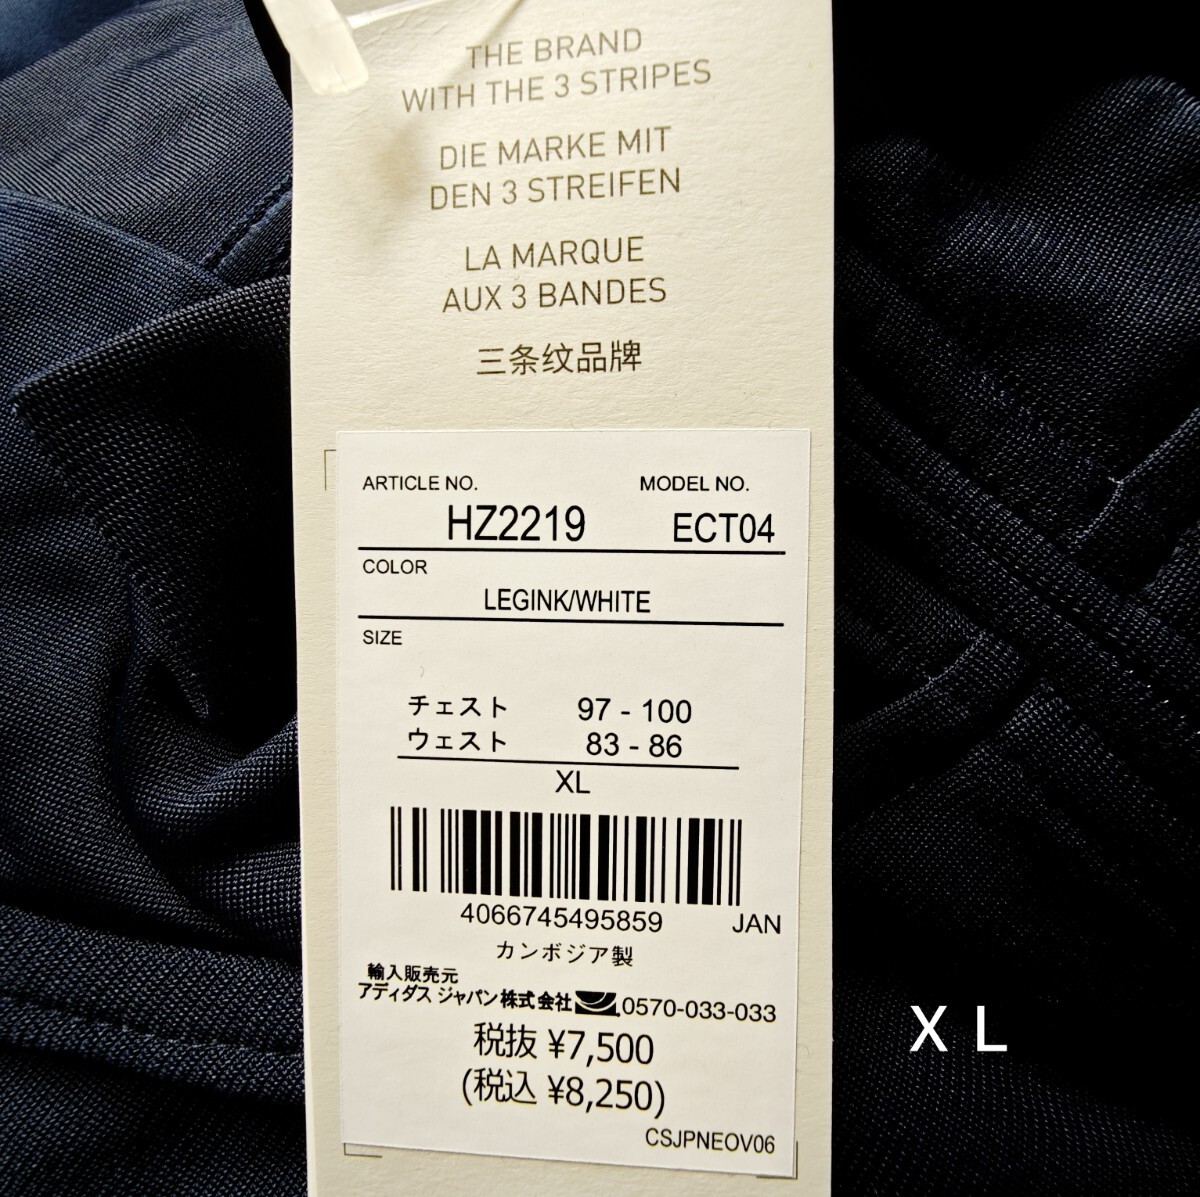 THE BRAND
WITH THE 3 STRIPES
DIE MARKE MIT
DEN 3 STREIFEN
LA MARQUE
AUX 3 BANDES
三条纹品牌
ARTICLE NO. MODEL NO.
HZ2219 ECT04
COLOR
LEGINK/WHITE
SIZE
チェスト 97 - 100
ウェスト 83 - 86
XL
4066745495859 JAN
カンボジア製
輸入販売元
アディダス ジャパン株式会社 0570-033-033
税抜 ¥7,500
(税込 ¥8,250)
CSJPNEOV06
XL